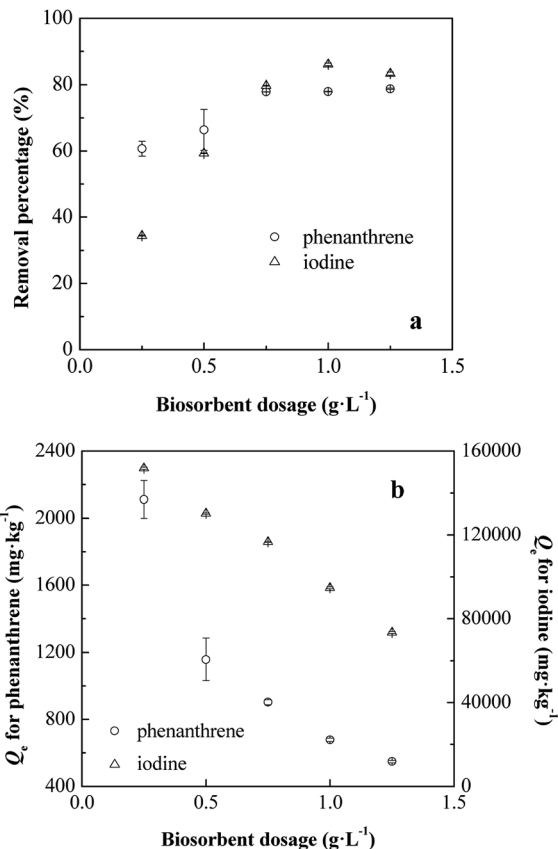 100
80
60
40
20
0
Removal percentage (%)
phenanthrene
iodine
a
0.0 0.5 1.0 1.5
Biosorbent dosage (g·L⁻¹)
2400
2000
1600
1200
800
400
Qₑ for phenanthrene (mg·kg⁻¹)
b
phenanthrene
iodine
160000
120000
80000
40000
0
Qₑ for iodine (mg·kg⁻¹)
0.0 0.5 1.0 1.5
Biosorbent dosage (g·L⁻¹)